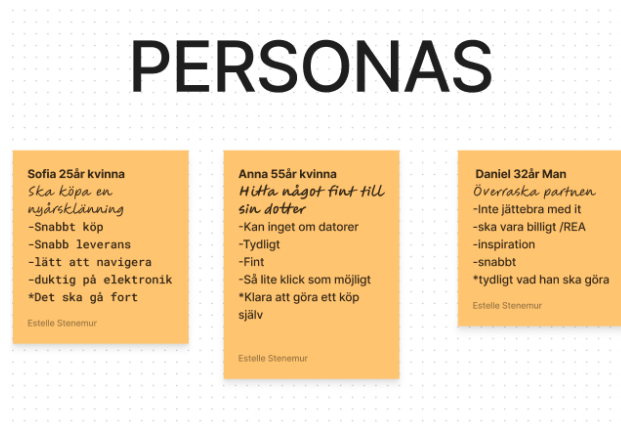 PERSONAS
Sofia 25år kvinna
Ska köpa en
nyårsklänning
-Snabbt köp
-Snabb leverans
-lätt att navigera
-duktig på elektronik
*Det ska gå fort
Estelle Stenemur
Anna 55år kvinna
Hitta något fint till
sin dotter
-Kan inget om datorer
-Tydligt
-Fint
-Så lite klick som möjligt
*Klara att göra ett köp
själv
Estelle Stenemur
Daniel 32år Man
Överraska partnen
-Inte jättebra med it
-ska vara billigt /REA
-inspiration
-snabbt
*tydligt vad han ska göra
Estelle Stenemur